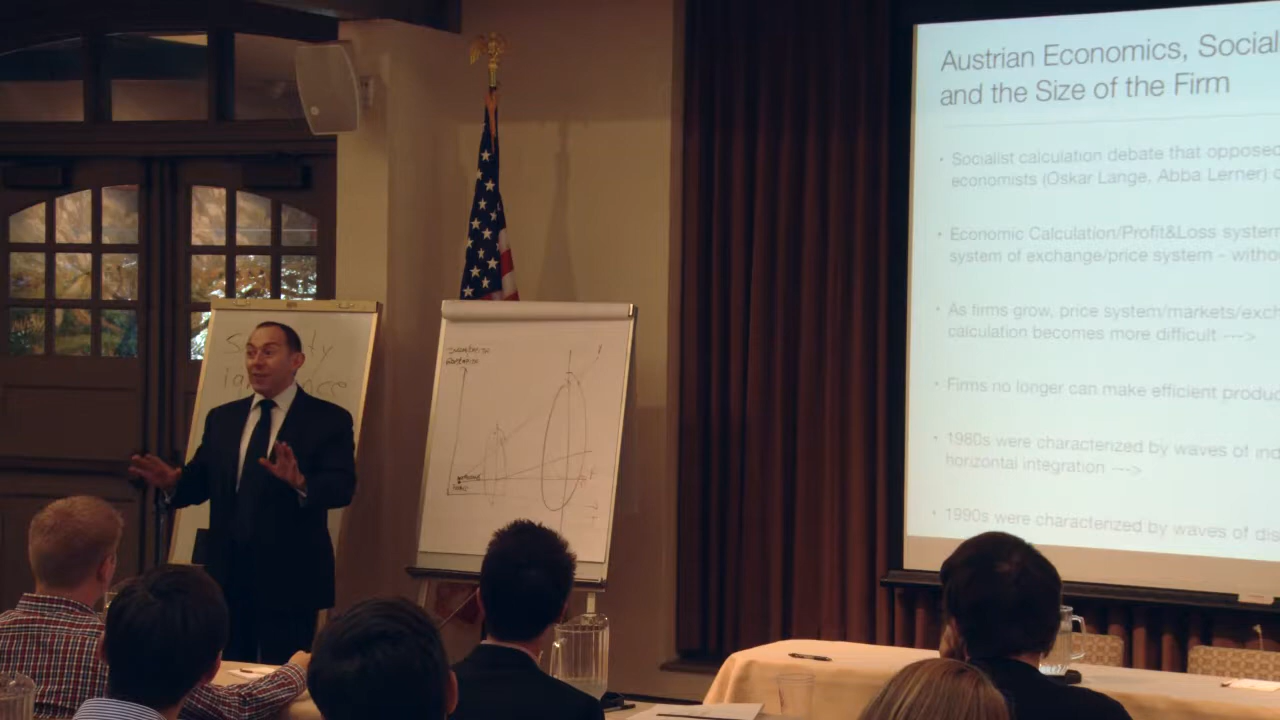 Austrian Economics, Social
and the Size of the Firm
• Socialist calculation debate that opposed
economists (Oskar Lange, Abba Lerner)
• Economic Calculation/Profit&Loss system
system of exchange/price system - witho
• As firms grow, price system/markets/exch
calculation becomes more difficult --->
• Firms no longer can make efficient produc
• 1980s were characterized by waves of ind
horizontal integration --->
• 1990s were characterized by waves of dis